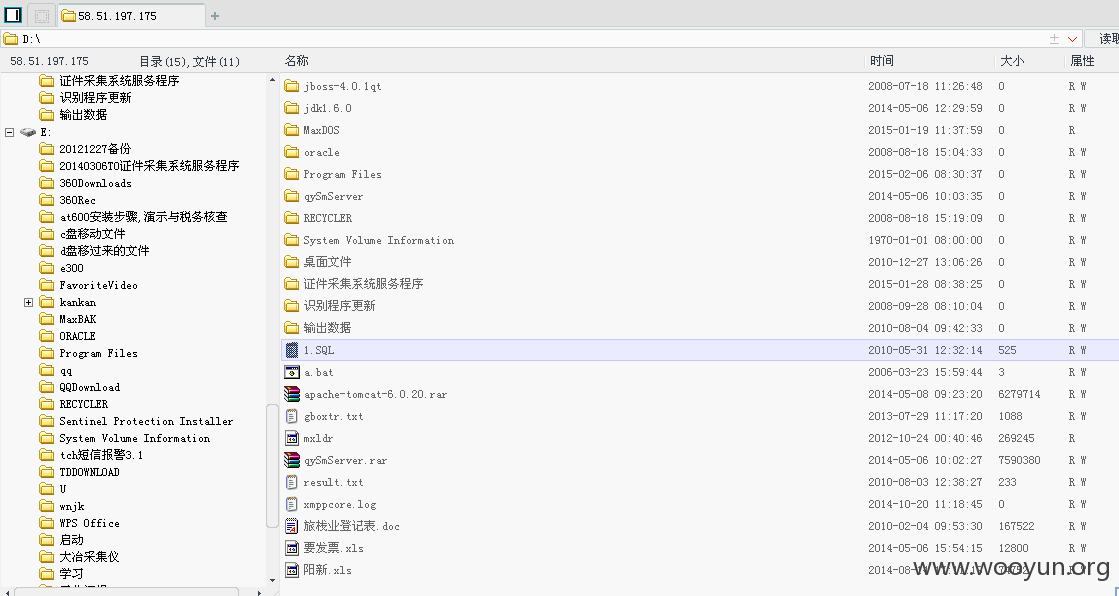 58.51.197.175
D:\
读取
58.51.197.175 目录(15),文件(11)
名称 时间 大小 属性
证件采集系统服务程序
识别程序更新
输出数据
E:
20121227备份
20140306TO证件采集系统服务程序
360Downloads
360Rec
at600安装步骤,演示与税务核查
c盘移动文件
d盘移过来的文件
e300
FavoriteVideo
kankan
MaxBAK
ORACLE
Program Files
qq
QQDownload
RECYCLER
Sentinel Protection Installer
System Volume Information
tch短信报警3.1
TDDOWNLOAD
U
wnjk
WPS Office
启动
大冶采集仪
学习
jboss-4.0.1qt 2008-07-18 11:26:48 0 R W
jdk1.6.0 2014-05-06 12:29:59 0 R W
MaxDOS 2015-01-19 11:37:59 0 R
oracle 2008-08-18 15:04:33 0 R W
Program Files 2015-02-06 08:30:37 0 R W
qySmServer 2014-05-06 10:03:35 0 R W
RECYCLER 2008-08-18 15:19:09 0 R W
System Volume Information 1970-01-01 08:00:00 0 R W
桌面文件 2010-12-27 13:06:26 0 R W
证件采集系统服务程序 2015-01-28 08:38:25 0 R W
识别程序更新 2008-09-28 08:10:04 0 R W
输出数据 2010-08-04 09:42:33 0 R W
1.SQL 2010-05-31 12:32:14 525 R W
a.bat 2006-03-23 15:59:44 3 R W
apache-tomcat-6.0.20.rar 2014-05-08 09:23:20 6279714 R W
gboxtr.txt 2013-07-29 11:17:20 1088 R W
mxldr 2012-10-24 00:40:46 269245 R
qySmServer.rar 2014-05-06 10:02:27 7590380 R W
result.txt 2010-08-03 12:38:27 233 R W
xmppcore.log 2014-10-20 11:18:45 0 R W
旅栈业登记表.doc 2010-02-04 09:53:30 167522 R W
要发票.xls 2014-05-06 15:54:15 12800 R W
阳新.xls R W
www.wooyun.org